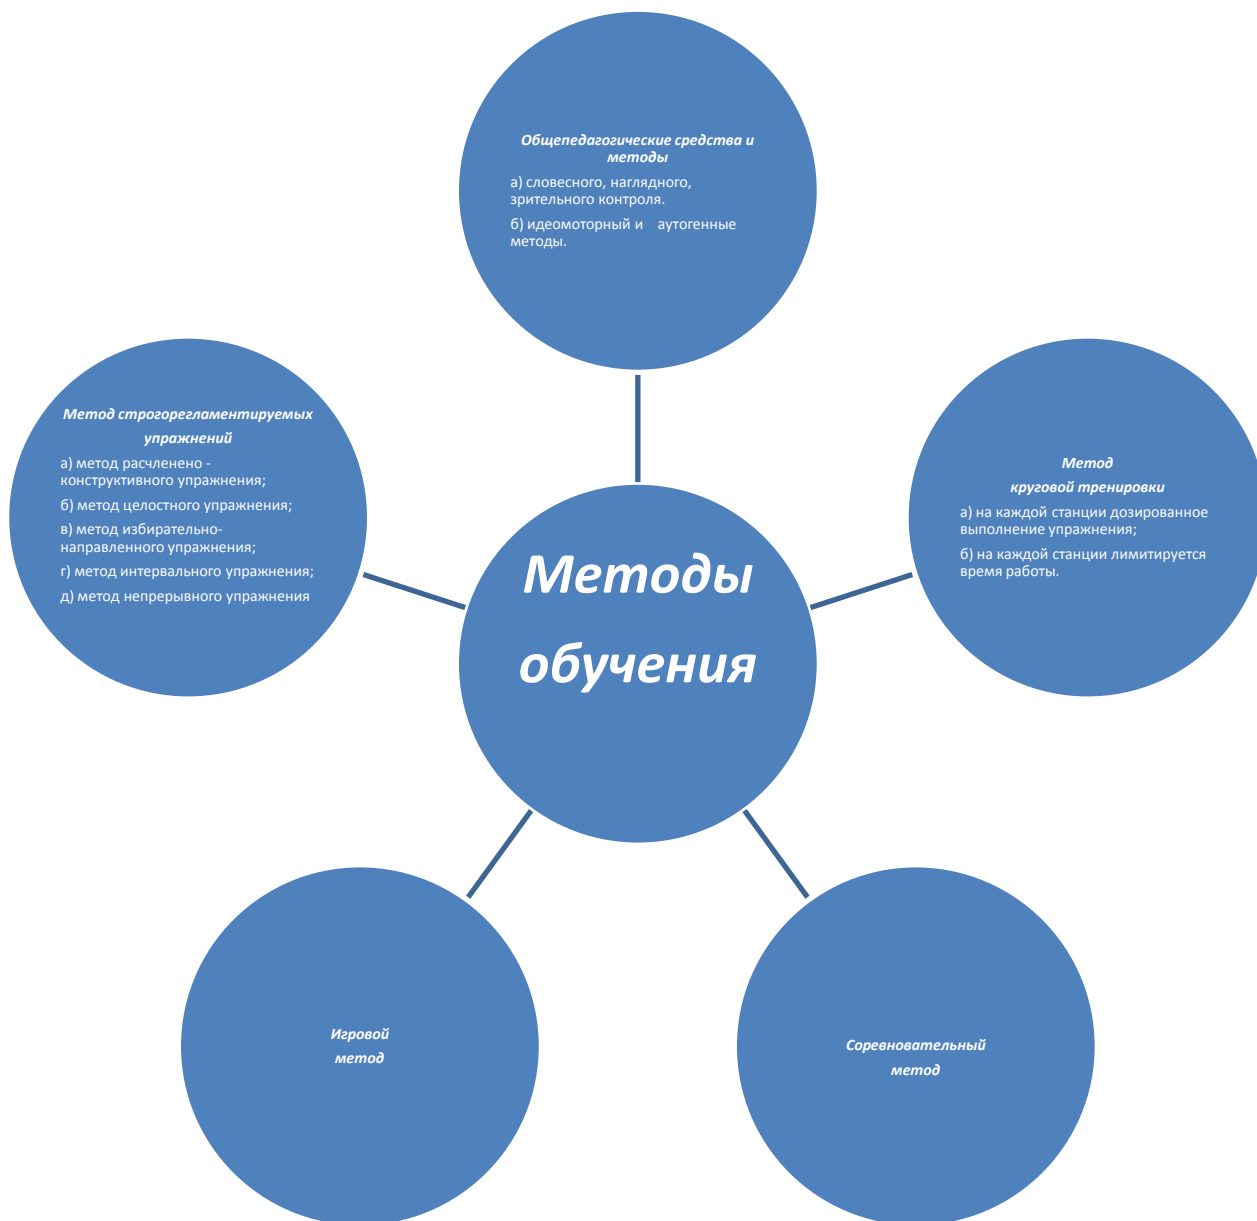 Общепедагогические средства и
методы
а) словесного, наглядного,
зрительного контроля.
б) идеомоторный и аутогенные
методы.
Метод строгорегламентируемых
упражнений
а) метод расчленено -
конструктивного упражнения;
б) метод целостного упражнения;
в) метод избирательно-
направленного упражнения;
г) метод интервального упражнения;
д) метод непрерывного упражнения
Метод
круговой тренировки
а) на каждой станции дозированное
выполнение упражнения;
б) на каждой станции лимитируется
время работы.
Методы
обучения
Игровой
метод
Соревновательный
метод